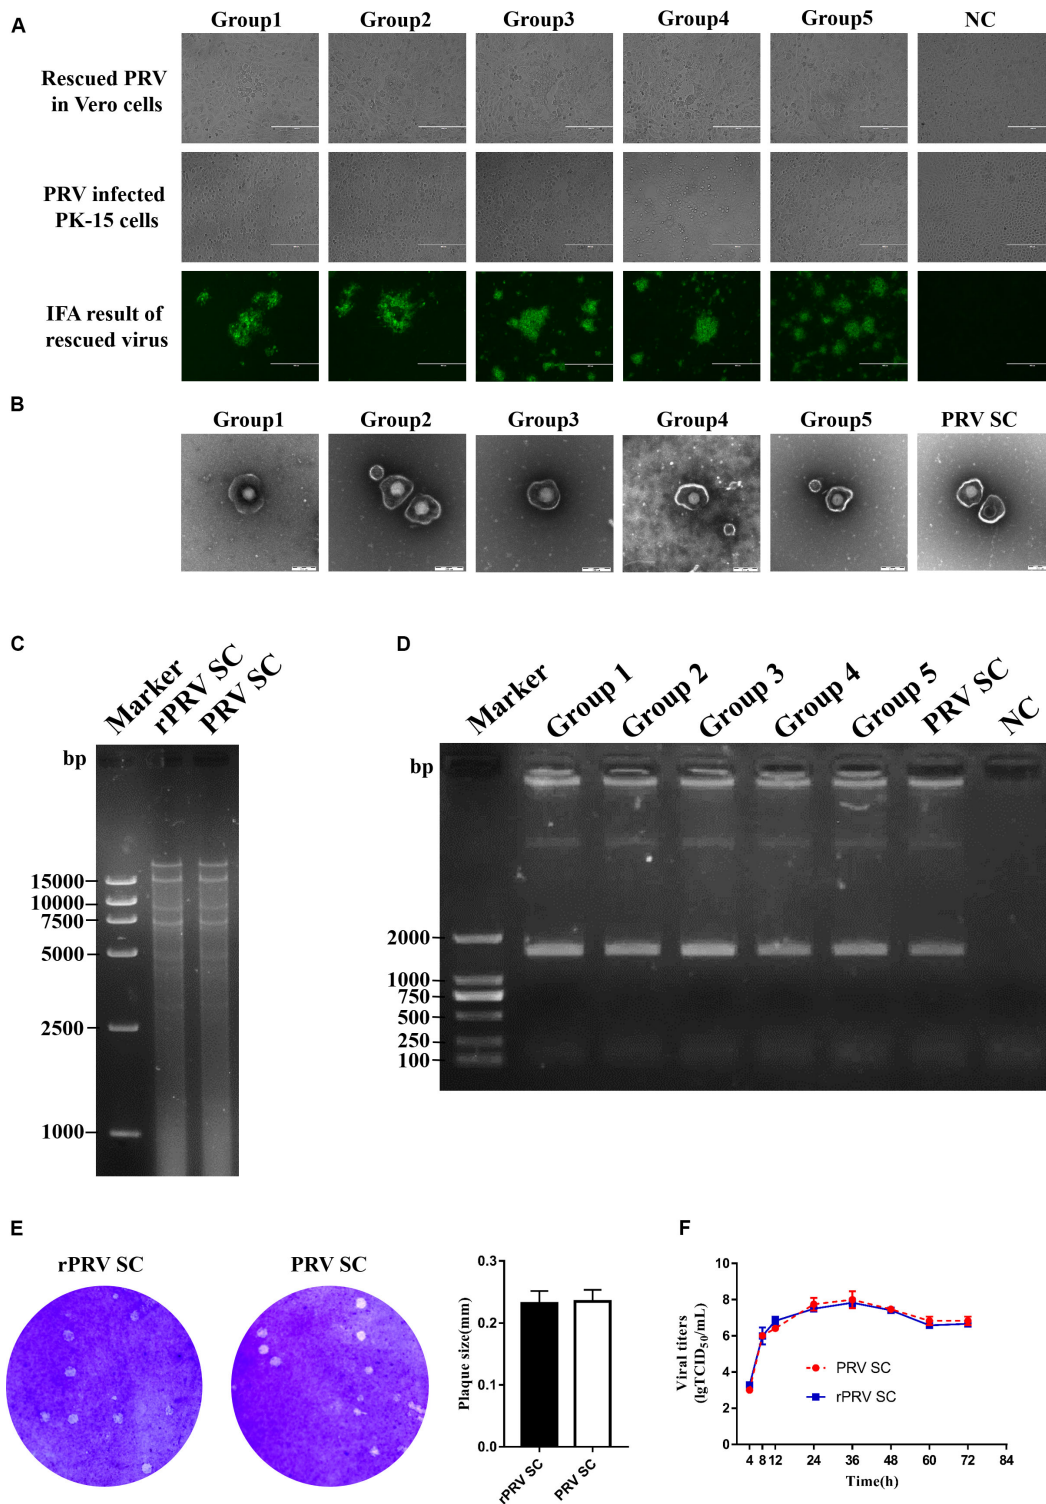 A
Group1 Group2 Group3 Group4 Group5 NC
Rescued PRV
in Vero cells
PRV infected
PK-15 cells
IFA result of
rescued virus
B
Group1 Group2 Group3 Group4 Group5 PRV SC
C
Marker rPRV SC PRV SC
bp
15000
10000
7500
5000
2500
1000
D
Marker Group 1 Group 2 Group 3 Group 4 Group 5 PRV SC NC
bp
2000
1000
750
500
250
100
E
rPRV SC PRV SC
Plaque size(mm)
0.3
0.2
0.1
0.0
rPRV SC PRV SC
F
Viral titers
(lgTCID50/mL)
10
8
6
4
2
0
PRV SC
rPRV SC
4 8 12 24 36 48 60 72 84
Time(h)